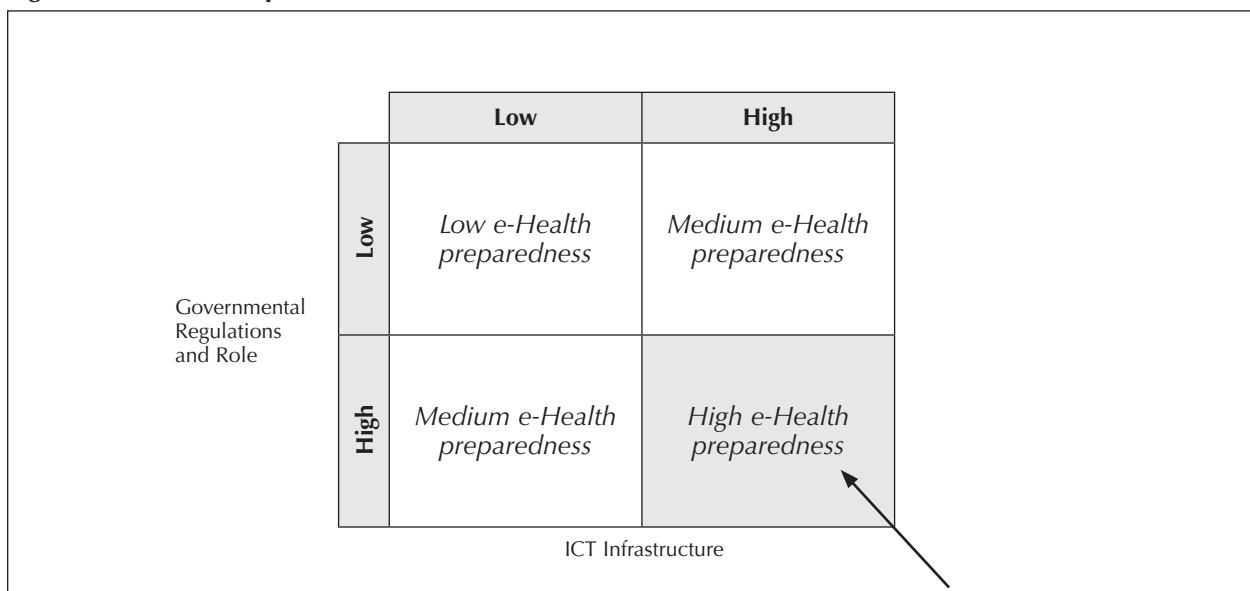 Low
High
Low
Low e-Health
preparedness
Medium e-Health
preparedness
Governmental
Regulations
and Role
High
Medium e-Health
preparedness
High e-Health
preparedness
ICT Infrastructure